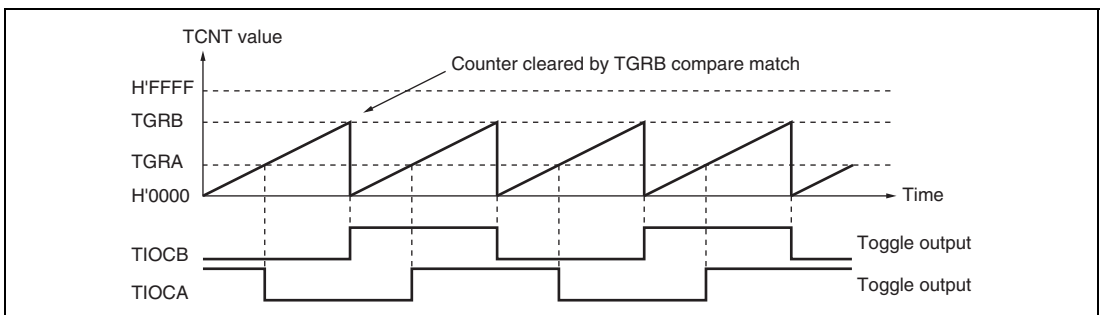 TCNT value
Counter cleared by TGRB compare match
H'FFFF
TGRB
TGRA
H'0000
Time
TIOCB
Toggle output
TIOCA
Toggle output